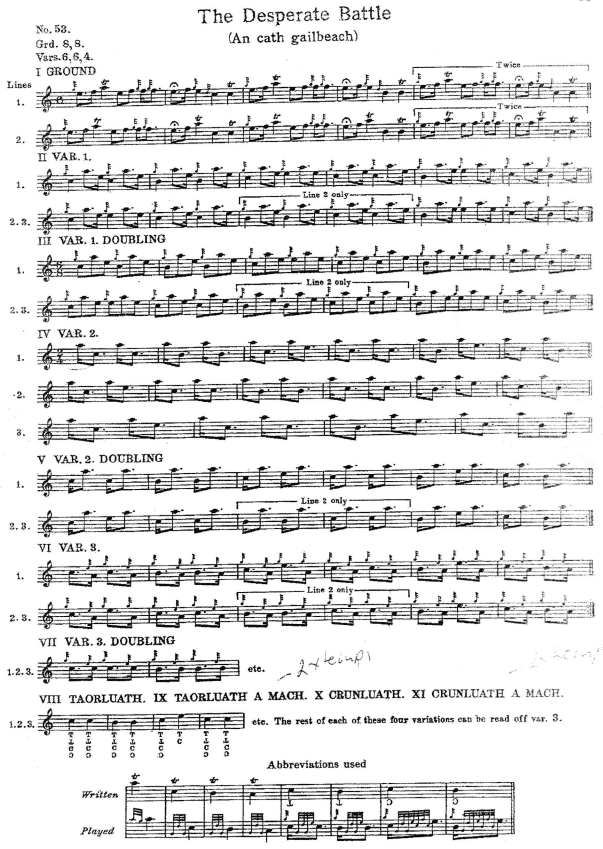 The Desperate Battle
(An cath gailbeach)
No. 53.
Grd. 8, 8.
Vars. 6, 6, 4.
I GROUND
Twice
Lines
1.
Twice
2.
II VAR. 1.
1.
Line 2 only
2. 3.
III VAR. 1. DOUBLING
1.
Line 2 only
2. 3.
IV VAR. 2.
1.
2.
3.
V VAR. 2. DOUBLING
1.
Line 2 only
2. 3.
VI VAR. 3.
1.
Line 2 only
2. 3.
VII VAR. 3. DOUBLING
1.2.3. etc.
VIII TAORLUATH. IX TAORLUATH A MACH. X CRUNLUATH. XI CRUNLUATH A MACH.
1.2.3. etc. The rest of each of these four variations can be read off var. 3.
Abbreviations used
Written
Played